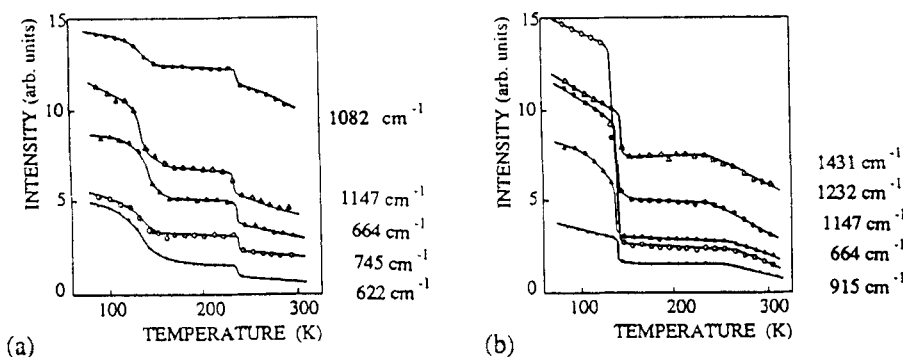 (a)
INTENSITY (arb. units)
15
10
5
0
100
200
300
TEMPERATURE (K)
1082 cm⁻¹
1147 cm⁻¹
664 cm⁻¹
745 cm⁻¹
622 cm⁻¹
(b)
INTENSITY (arb. units)
15
10
5
0
100
200
300
TEMPERATURE (K)
1431 cm⁻¹
1232 cm⁻¹
1147 cm⁻¹
664 cm⁻¹
915 cm⁻¹